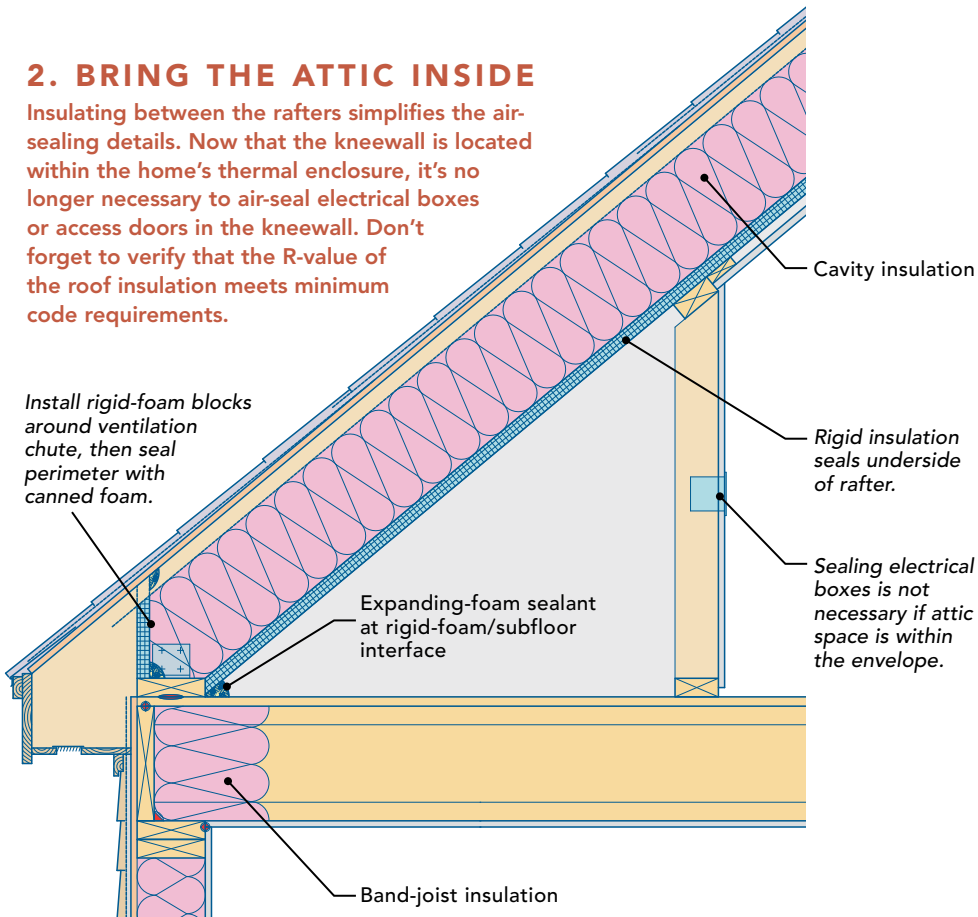 2. BRING THE ATTIC INSIDE
Insulating between the rafters simplifies the air-
sealing details. Now that the kneewall is located
within the home’s thermal enclosure, it’s no
longer necessary to air-seal electrical boxes
or access doors in the kneewall. Don’t
forget to verify that the R-value of
the roof insulation meets minimum
code requirements.
Cavity insulation
Install rigid-foam blocks
around ventilation
chute, then seal
perimeter with
canned foam.
Rigid insulation
seals underside
of rafter.
Sealing electrical
boxes is not
necessary if attic
space is within
the envelope.
Expanding-foam sealant
at rigid-foam/subfloor
interface
Band-joist insulation